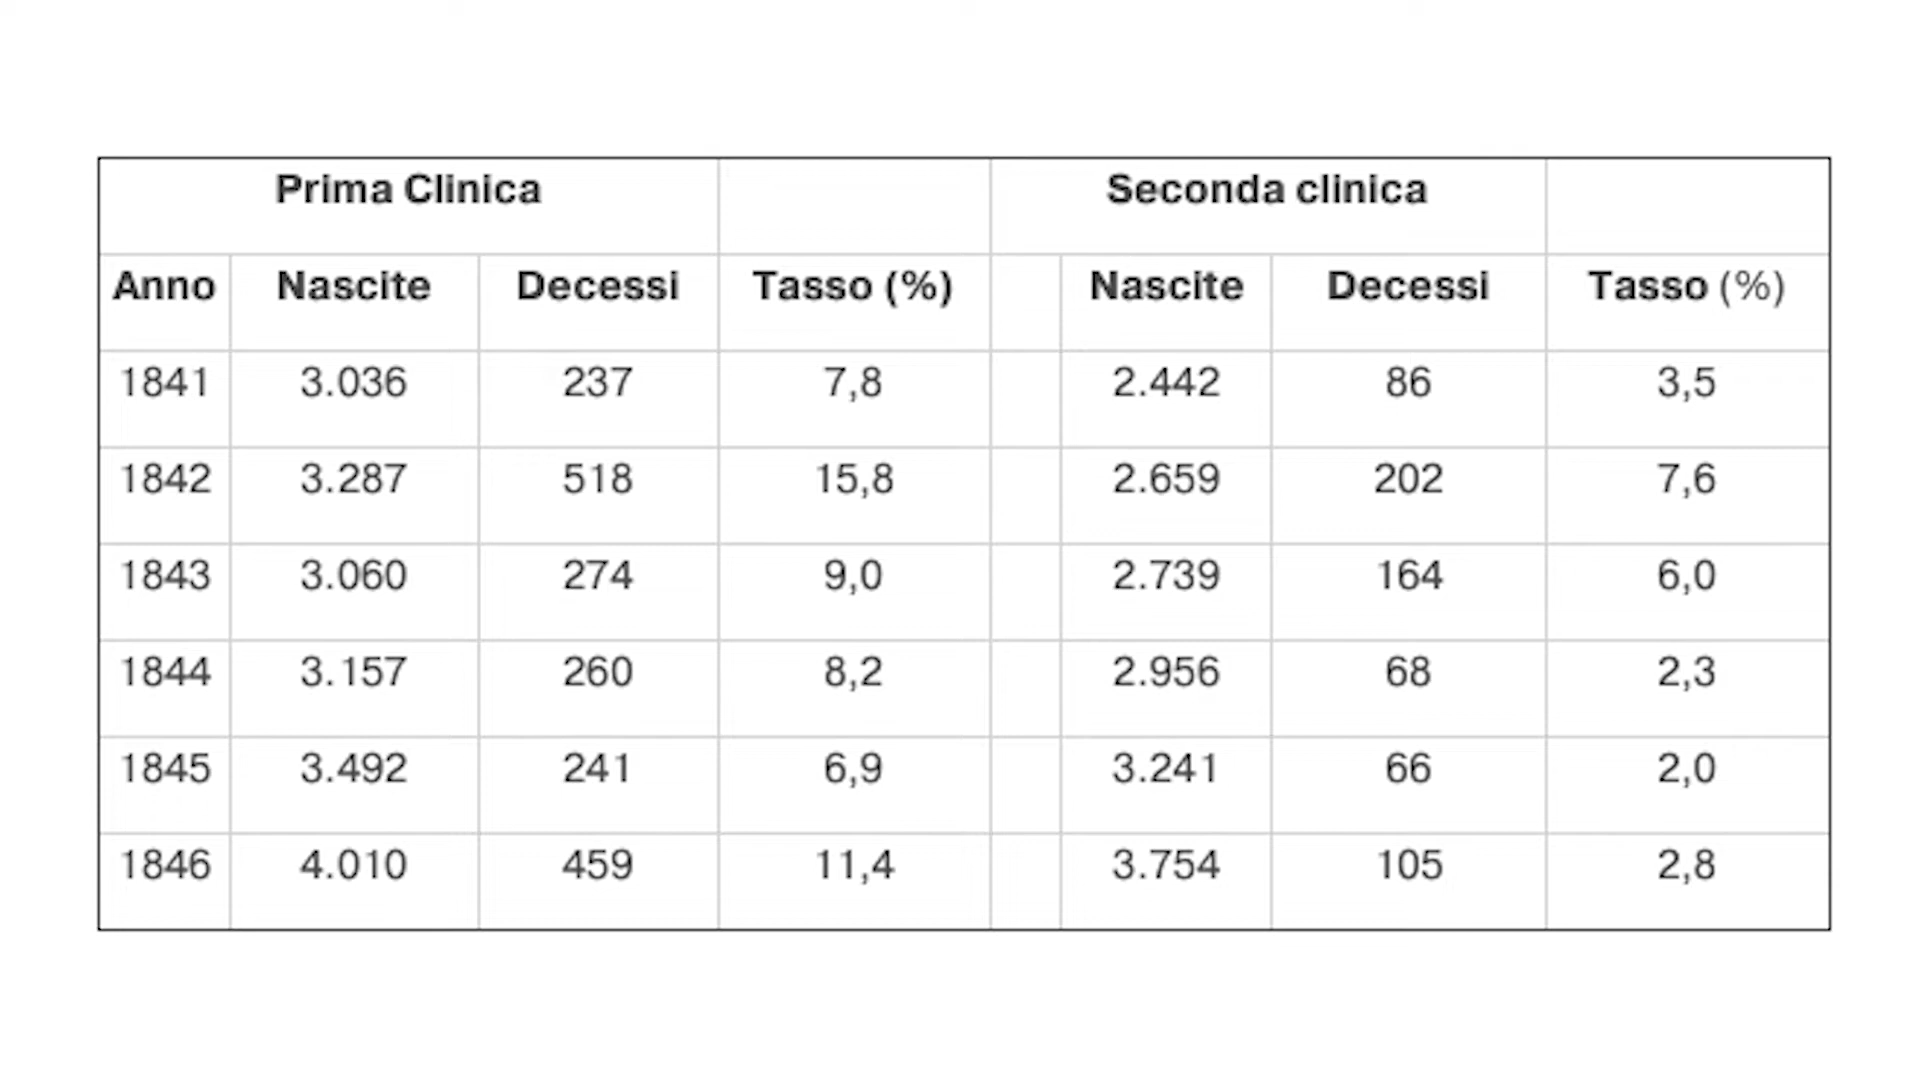 Prima Clinica Seconda clinica
Anno Nascite Decessi Tasso (%) Nascite Decessi Tasso (%)
1841 3.036 237 7,8 2.442 86 3,5
1842 3.287 518 15,8 2.659 202 7,6
1843 3.060 274 9,0 2.739 164 6,0
1844 3.157 260 8,2 2.956 68 2,3
1845 3.492 241 6,9 3.241 66 2,0
1846 4.010 459 11,4 3.754 105 2,8